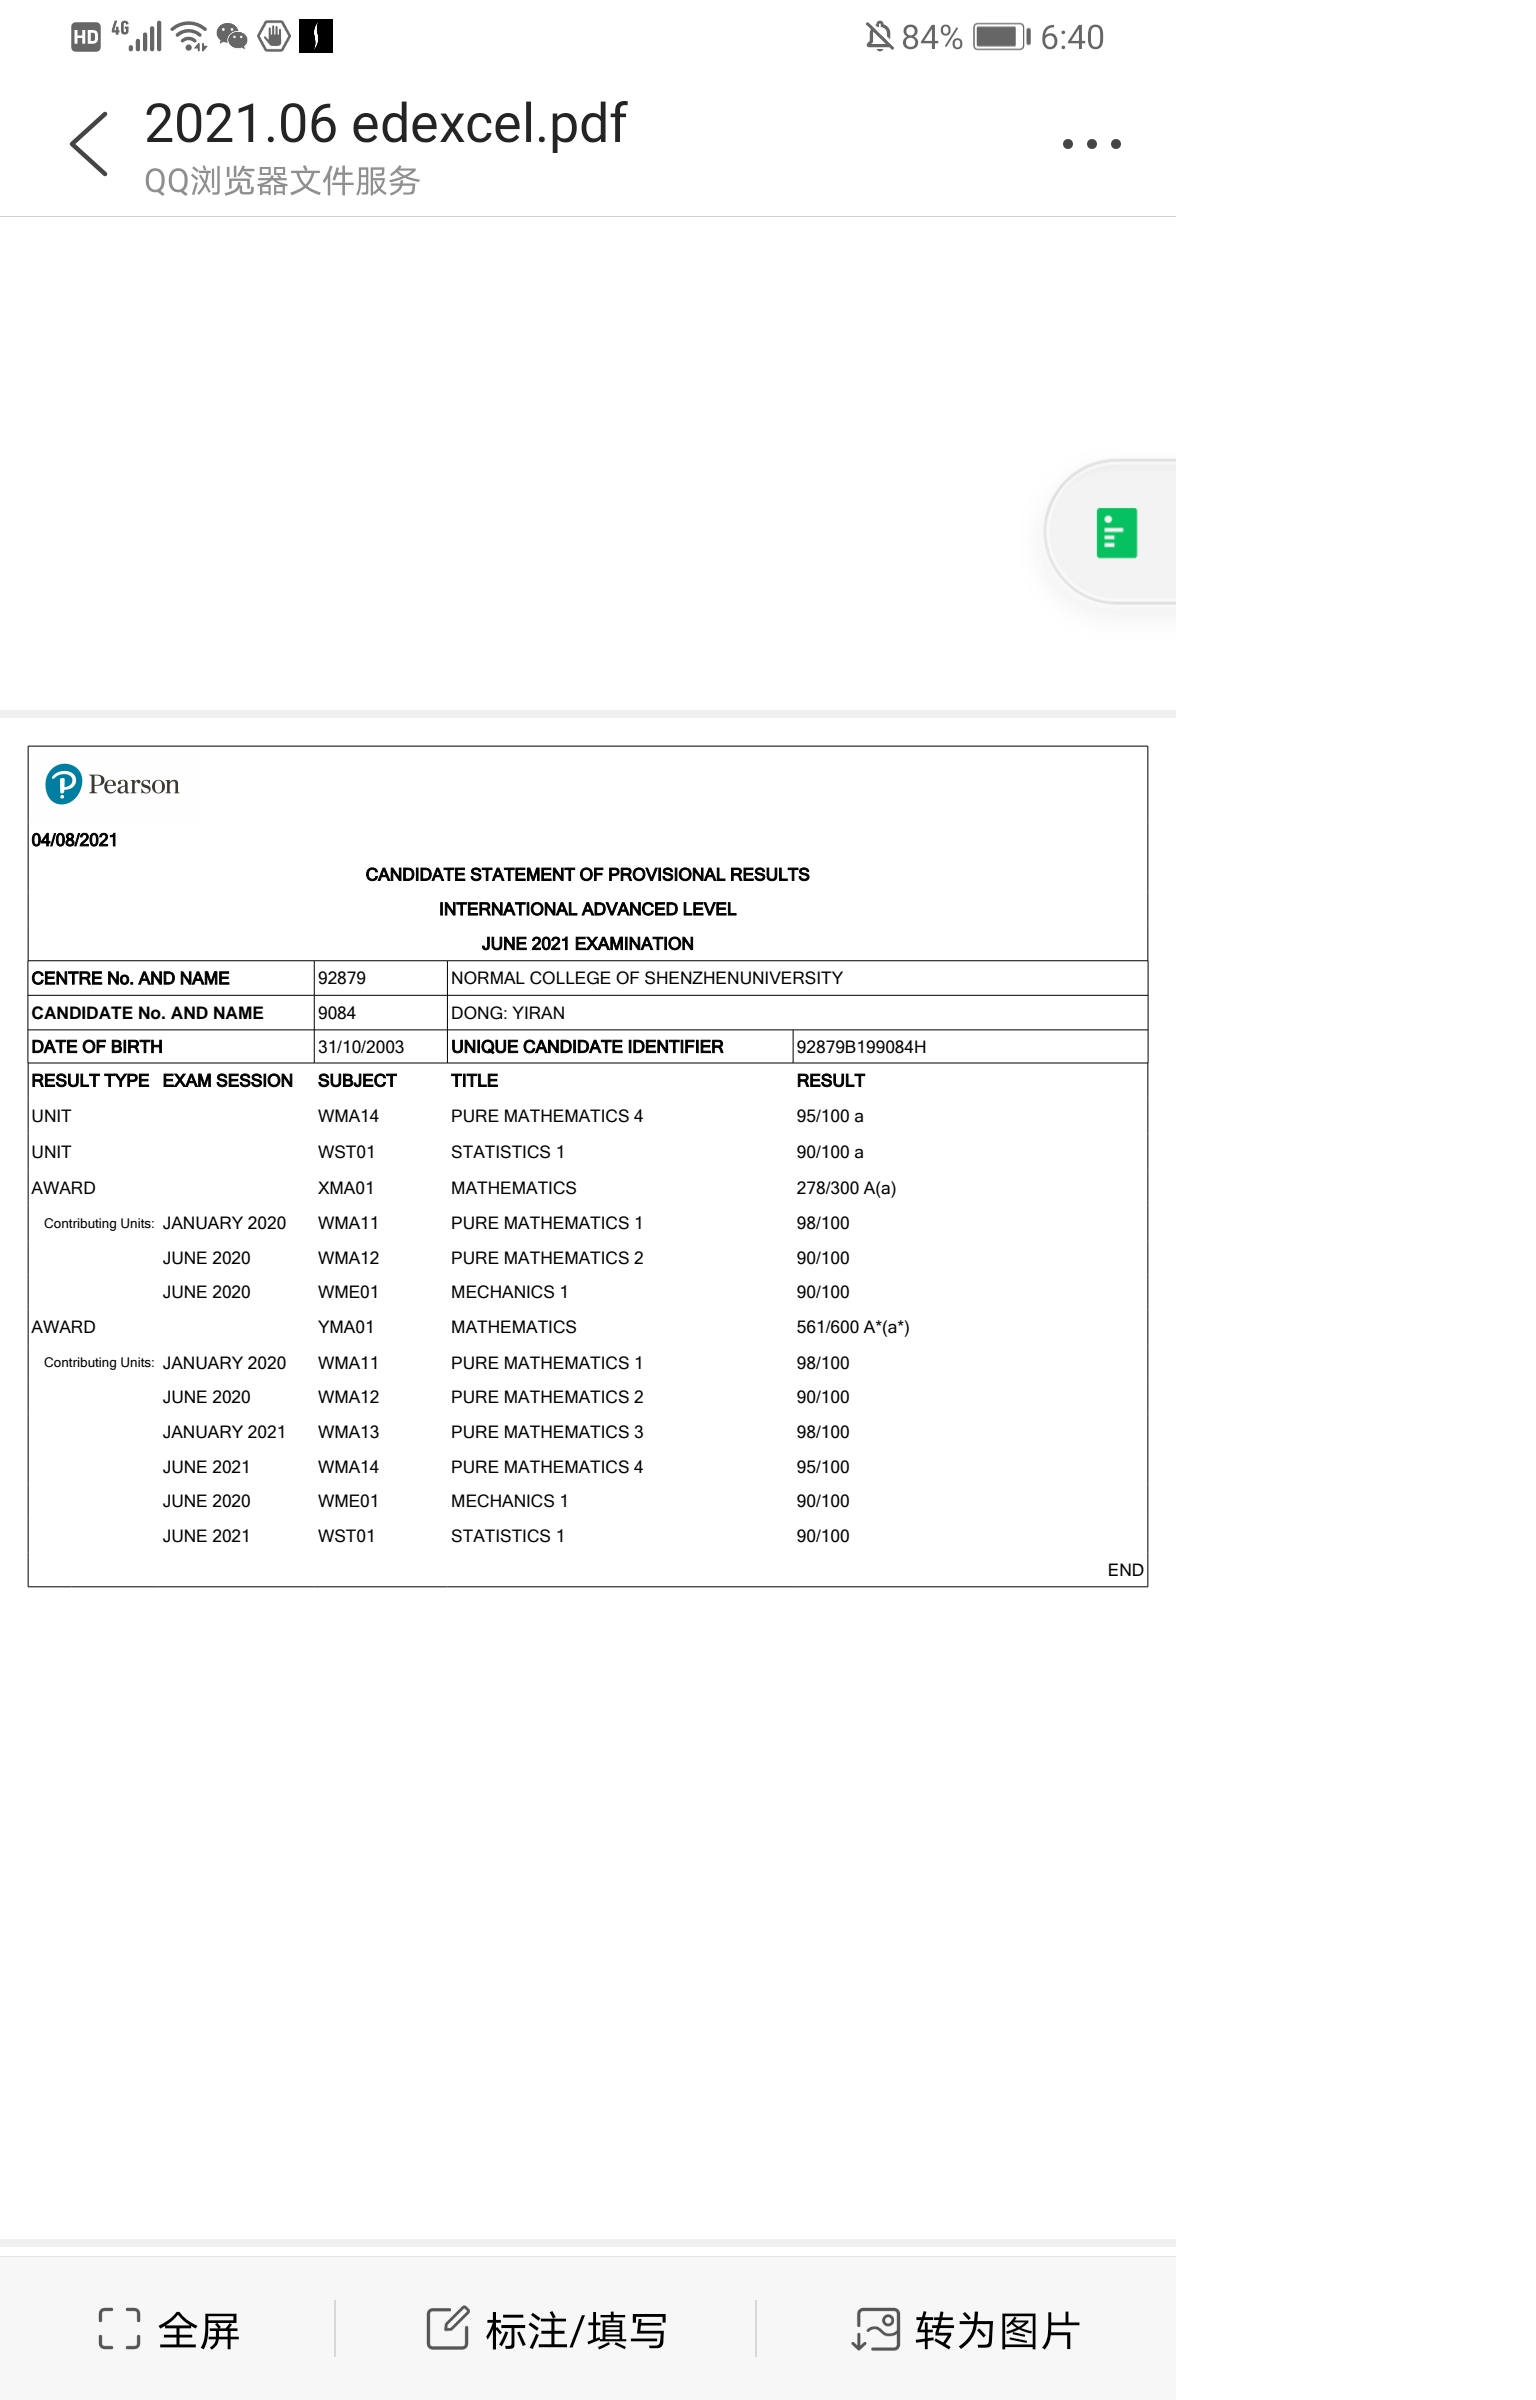 HD 4G 84% 6:40
2021.06 edexcel.pdf
QQ浏览器文件服务
Pearson
04/08/2021
CANDIDATE STATEMENT OF PROVISIONAL RESULTS
INTERNATIONAL ADVANCED LEVEL
JUNE 2021 EXAMINATION
CENTRE No. AND NAME 92879 NORMAL COLLEGE OF SHENZHENUNIVERSITY
CANDIDATE No. AND NAME 9084 DONG: YIRAN
DATE OF BIRTH 31/10/2003 UNIQUE CANDIDATE IDENTIFIER 92879B199084H
RESULT TYPE EXAM SESSION SUBJECT TITLE RESULT
UNIT WMA14 PURE MATHEMATICS 4 95/100 a
UNIT WST01 STATISTICS 1 90/100 a
AWARD XMA01 MATHEMATICS 278/300 A(a)
Contributing Units: JANUARY 2020 WMA11 PURE MATHEMATICS 1 98/100
JUNE 2020 WMA12 PURE MATHEMATICS 2 90/100
JUNE 2020 WME01 MECHANICS 1 90/100
AWARD YMA01 MATHEMATICS 561/600 A*(a*)
Contributing Units: JANUARY 2020 WMA11 PURE MATHEMATICS 1 98/100
JUNE 2020 WMA12 PURE MATHEMATICS 2 90/100
JANUARY 2021 WMA13 PURE MATHEMATICS 3 98/100
JUNE 2021 WMA14 PURE MATHEMATICS 4 95/100
JUNE 2020 WME01 MECHANICS 1 90/100
JUNE 2021 WST01 STATISTICS 1 90/100
END
全屏 标注/填写 转为图片